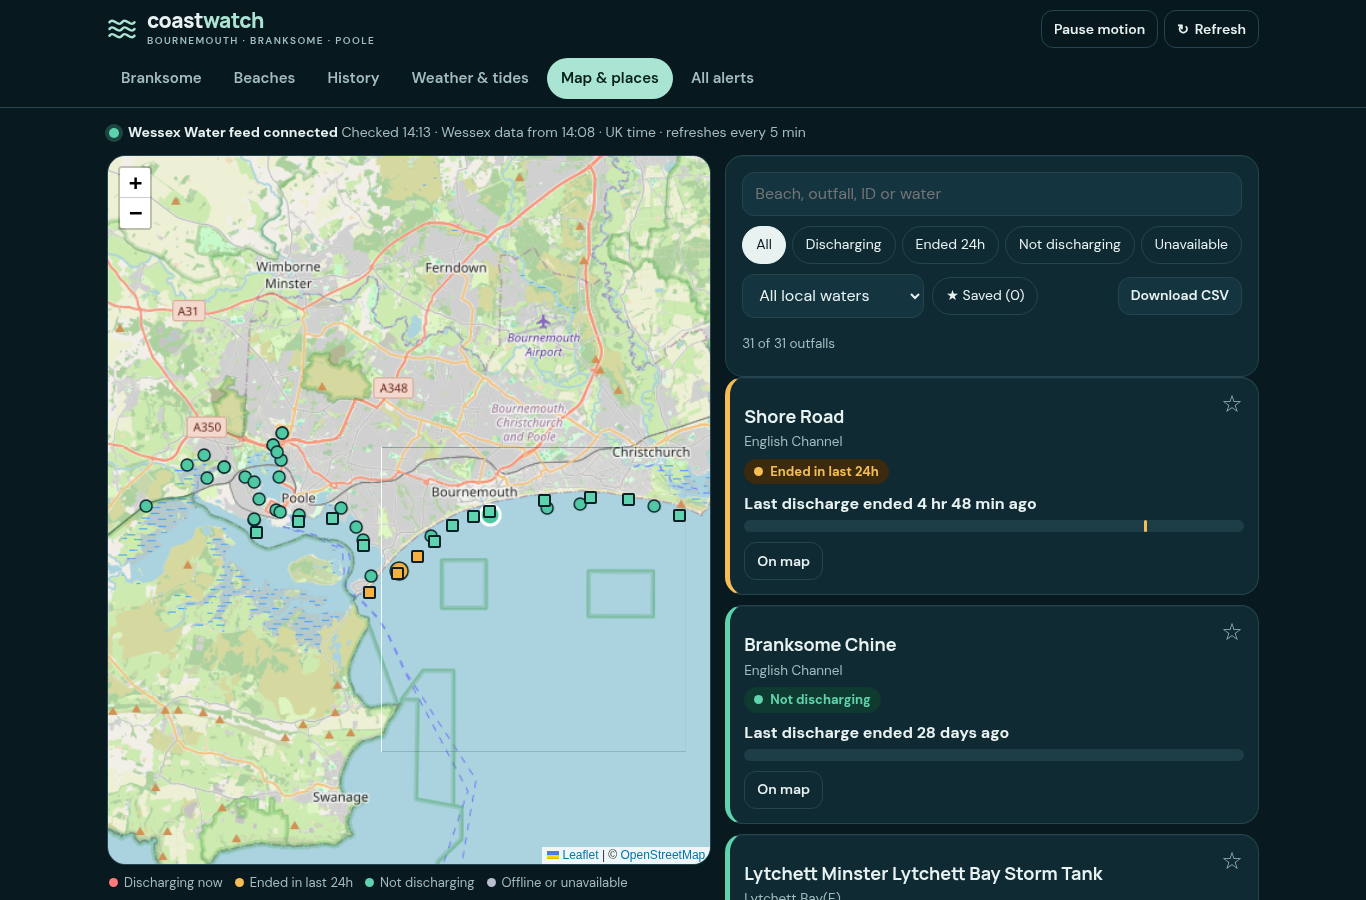 coastwatch
BOURNEMOUTH · BRANKSOME · POOLE
Pause motion
↻ Refresh
Branksome
Beaches
History
Weather & tides
Map & places
All alerts
Wessex Water feed connected Checked 14:13 · Wessex data from 14:08 · UK time · refreshes every 5 min
+
−
Wimborne
Minster
Ferndown
A31
Bournemouth
Airport
A348
Bournemouth,
Christchurch
and Poole
A350
Christchurch
Poole
Bournemouth
Swanage
Leaflet | © OpenStreetMap
Discharging now
Ended in last 24h
Not discharging
Offline or unavailable
Beach, outfall, ID or water
All
Discharging
Ended 24h
Not discharging
Unavailable
All local waters
★ Saved (0)
Download CSV
31 of 31 outfalls
Shore Road
☆
English Channel
Ended in last 24h
Last discharge ended 4 hr 48 min ago
On map
Branksome Chine
☆
English Channel
Not discharging
Last discharge ended 28 days ago
On map
Lytchett Minster Lytchett Bay Storm Tank
☆
Lytchett Bay(E)